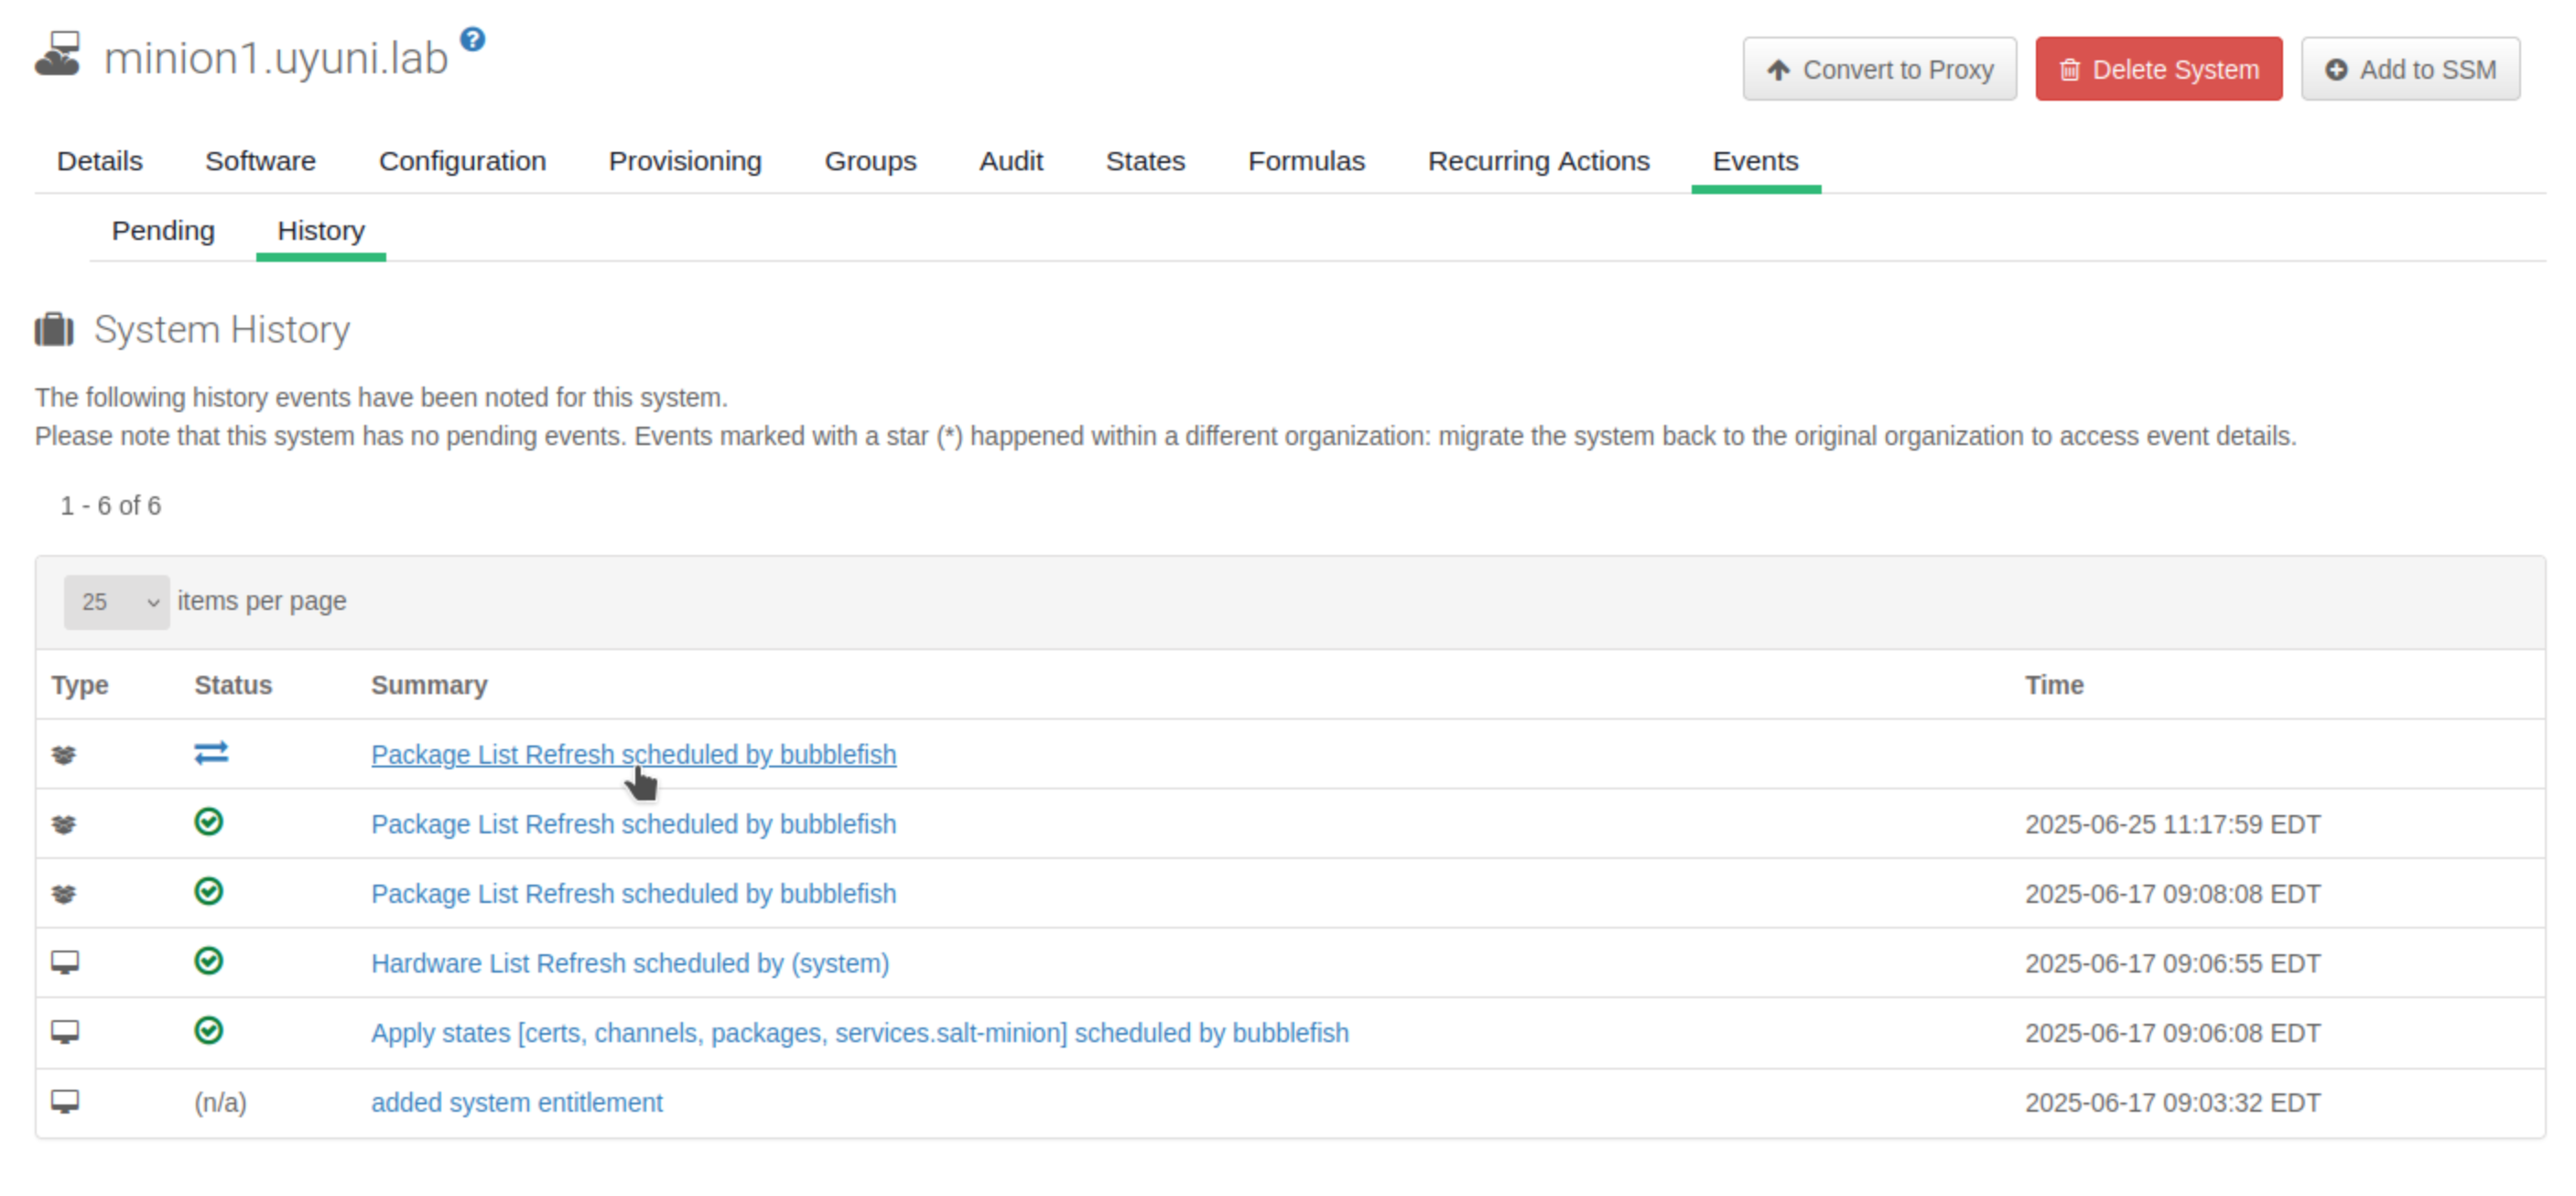 minion1.uyuni.lab ?
Convert to Proxy Delete System Add to SSM
Details Software Configuration Provisioning Groups Audit States Formulas Recurring Actions Events
Pending History
System History
The following history events have been noted for this system.
Please note that this system has no pending events. Events marked with a star (*) happened within a different organization: migrate the system back to the original organization to access event details.
1 - 6 of 6
25 items per page
Type Status Summary Time
Package List Refresh scheduled by bubblefish
Package List Refresh scheduled by bubblefish 2025-06-25 11:17:59 EDT
Package List Refresh scheduled by bubblefish 2025-06-17 09:08:08 EDT
Hardware List Refresh scheduled by (system) 2025-06-17 09:06:55 EDT
Apply states [certs, channels, packages, services.salt-minion] scheduled by bubblefish 2025-06-17 09:06:08 EDT
(n/a) added system entitlement 2025-06-17 09:03:32 EDT